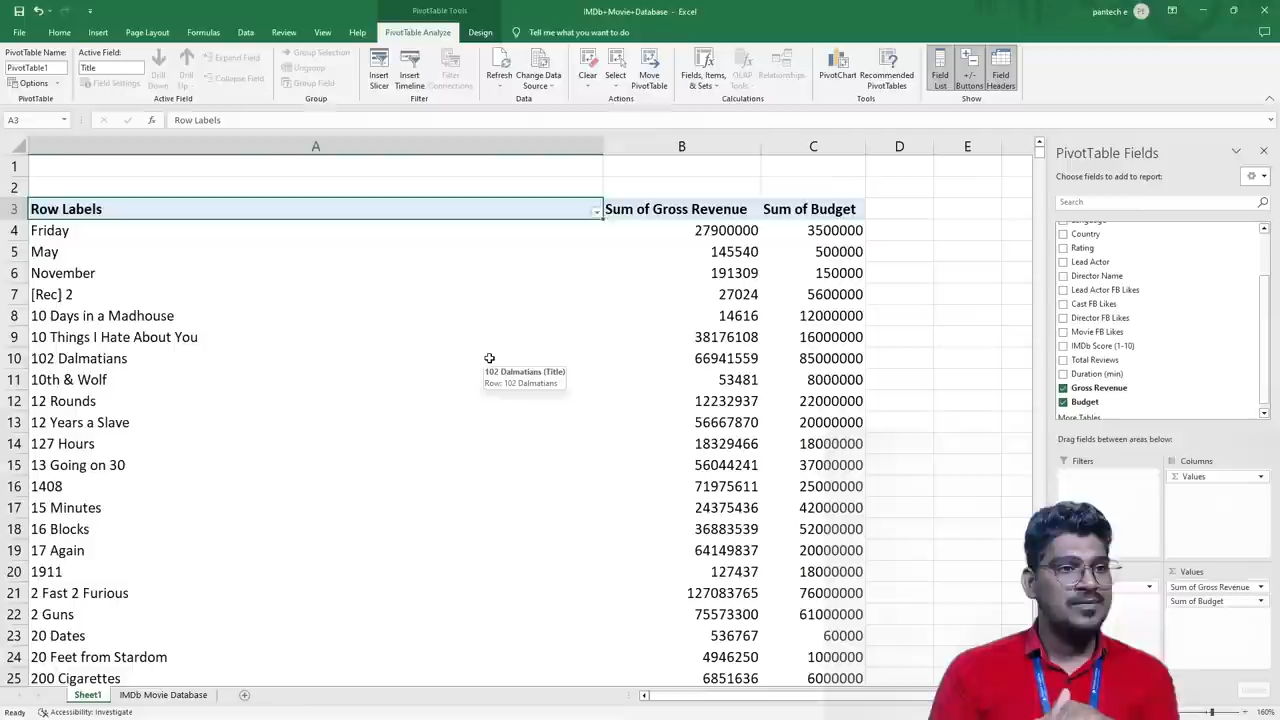 PivotTable Tools
IMDb+Movie+Database - Excel
pantech e
PE
File
Home
Insert
Page Layout
Formulas
Data
Review
View
Help
PivotTable Analyze
Design
Tell me what you want to do
PivotTable Name:
PivotTable1
Options
PivotTable
Active Field:
Title
Field Settings
Drill Down
Drill Up
Expand Field
Collapse Field
Active Field
Group Selection
Ungroup
Group Field
Group
Insert Slicer
Insert Timeline
Filter Connections
Filter
Refresh
Change Data Source
Data
Clear
Select
Move PivotTable
Actions
Fields, Items, & Sets
OLAP Tools
Relationships
Calculations
PivotChart
Recommended PivotTables
Tools
Field List
+/- Buttons
Field Headers
Show
A3
fx
Row Labels
A B C D E
1
2
3 Row Labels Sum of Gross Revenue Sum of Budget
4 Friday 27900000 3500000
5 May 145540 500000
6 November 191309 150000
7 [Rec] 2 27024 5600000
8 10 Days in a Madhouse 14616 12000000
9 10 Things I Hate About You 38176108 16000000
10 102 Dalmatians 66941559 85000000
11 10th & Wolf 53481 8000000
12 12 Rounds 12232937 22000000
13 12 Years a Slave 56667870 20000000
14 127 Hours 18329466 18000000
15 13 Going on 30 56044241 37000000
16 1408 71975611 25000000
17 15 Minutes 24375436 42000000
18 16 Blocks 36883539 52000000
19 17 Again 64149837 20000000
20 1911 127437 18000000
21 2 Fast 2 Furious 127083765 76000000
22 2 Guns 75573300 61000000
23 20 Dates 536767 60000
24 20 Feet from Stardom 4946250 1000000
25 200 Cigarettes 6851636 6000000
102 Dalmatians (Title)
Row: 102 Dalmatians
PivotTable Fields
Choose fields to add to report:
Search
Language
Country
Rating
Lead Actor
Director Name
Lead Actor FB Likes
Cast FB Likes
Director FB Likes
Movie FB Likes
IMDb Score (1-10)
Total Reviews
Duration (min)
Gross Revenue
Budget
More Tables
Drag fields between areas below:
Filters
Columns
Σ Values
Σ Values
Sum of Gross Revenue
Sum of Budget
Sheet1
IMDb Movie Database
Ready
Accessibility: Investigate
160%